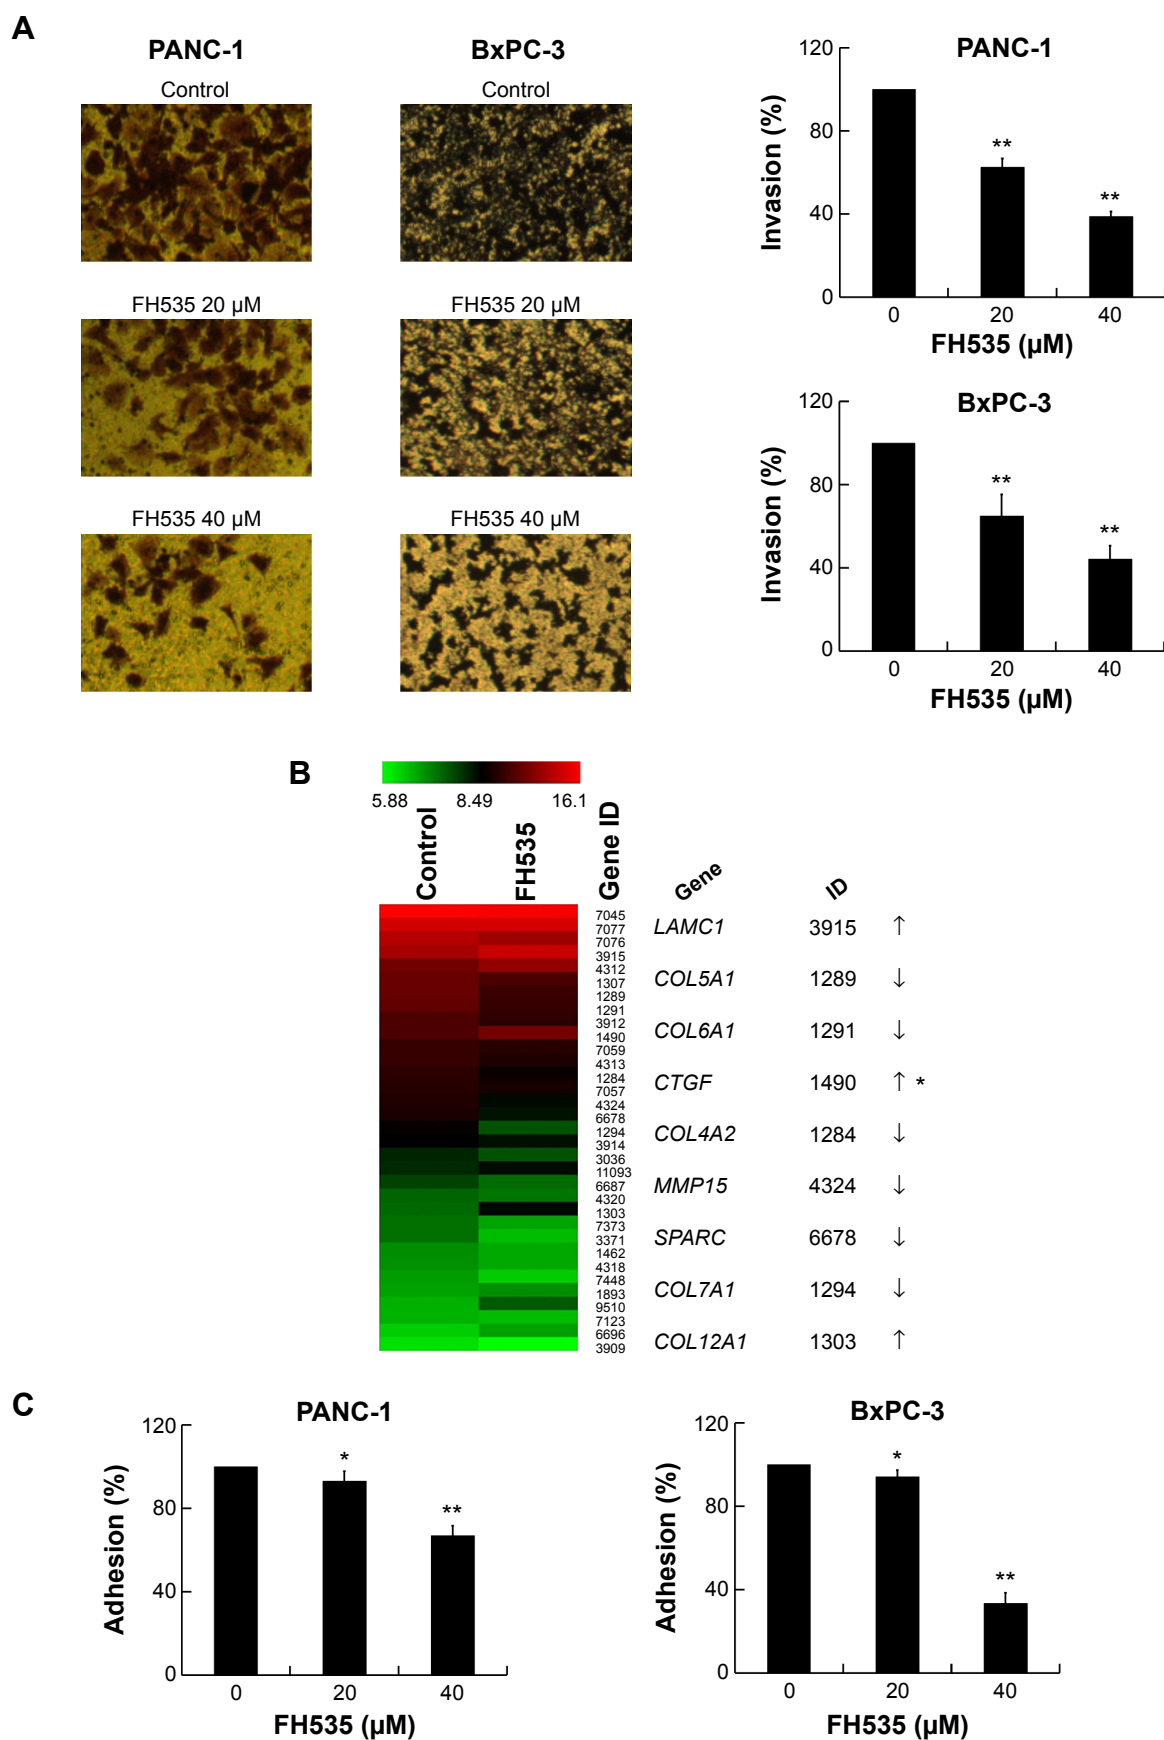 A
PANC-1
Control
FH535 20 µM
FH535 40 µM
BxPC-3
Control
FH535 20 µM
FH535 40 µM
PANC-1
Invasion (%)
120
80
40
0
**
**
0 20 40
FH535 (µM)
BxPC-3
Invasion (%)
120
80
40
0
**
**
0 20 40
FH535 (µM)
B
5.88 8.49 16.1
Control FH535 Gene ID
7045
7077
7076
3915
4312
1307
1289
1291
3912
1490
7059
4313
1284
7057
4324
6678
1294
3914
3036
11093
6687
4320
1303
7373
3371
1462
4318
7448
1893
9510
7123
6696
3909
Gene ID
LAMC1 3915 ↑
COL5A1 1289 ↓
COL6A1 1291 ↓
CTGF 1490 ↑ *
COL4A2 1284 ↓
MMP15 4324 ↓
SPARC 6678 ↓
COL7A1 1294 ↓
COL12A1 1303 ↑
C
PANC-1
Adhesion (%)
120
80
40
0
*
**
0 20 40
FH535 (µM)
BxPC-3
Adhesion (%)
120
80
40
0
*
**
0 20 40
FH535 (µM)